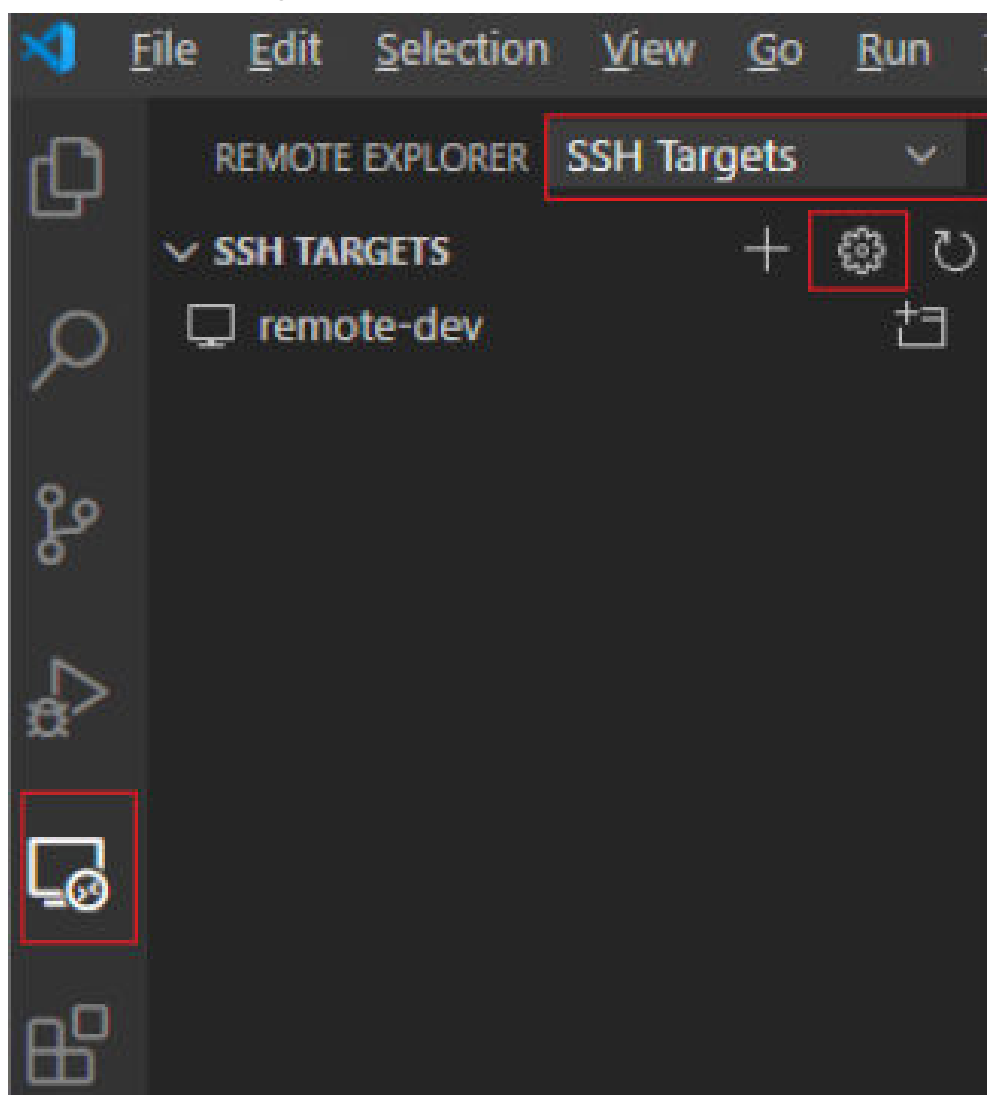 File Edit Selection View Go Run
REMOTE EXPLORER SSH Targets
SSH TARGETS
remote-dev